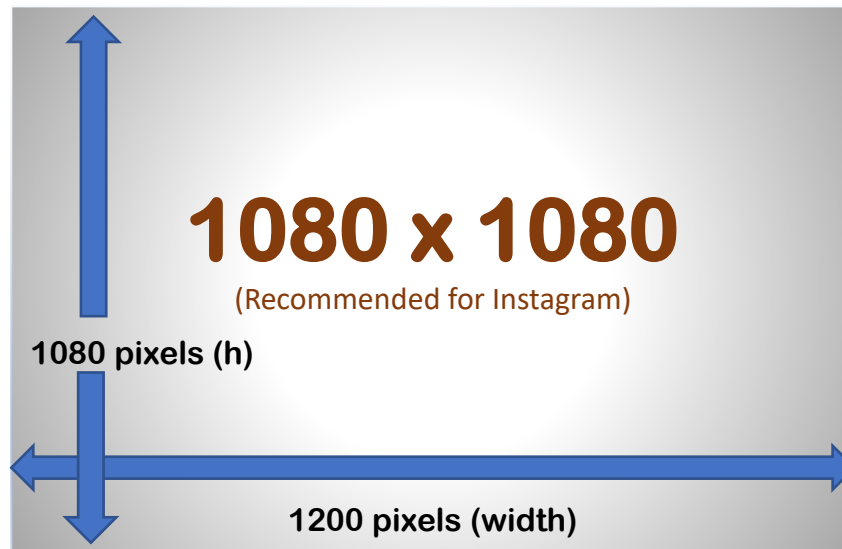 1080 x 1080
(Recommended for Instagram)
1080 pixels (h)
1200 pixels (width)